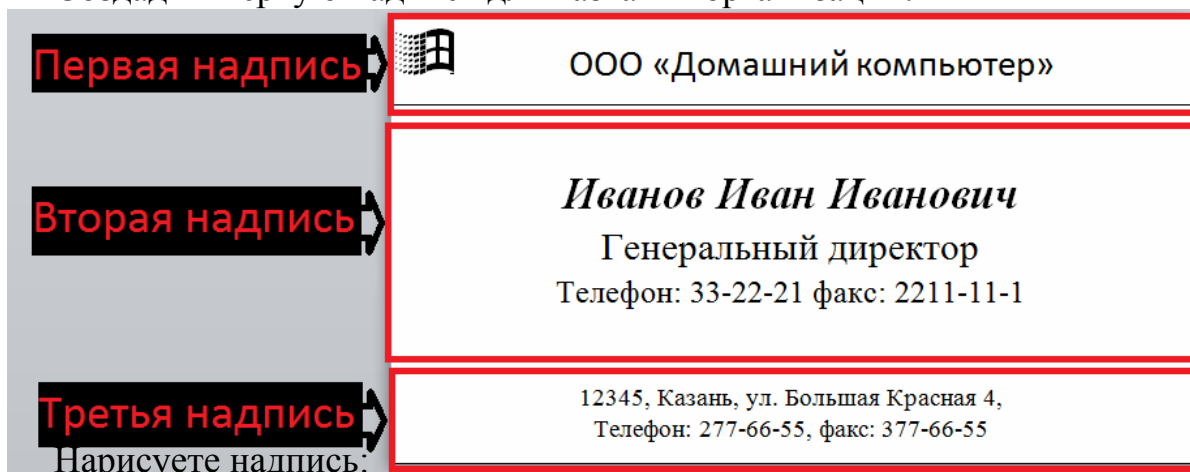 Первая надпись
ООО «Домашний компьютер»
Вторая надпись
Иванов Иван Иванович
Генеральный директор
Телефон: 33-22-21 факс: 2211-11-1
Третья надпись
12345, Казань, ул. Большая Красная 4,
Телефон: 277-66-55, факс: 377-66-55
Нарисуете надпись: